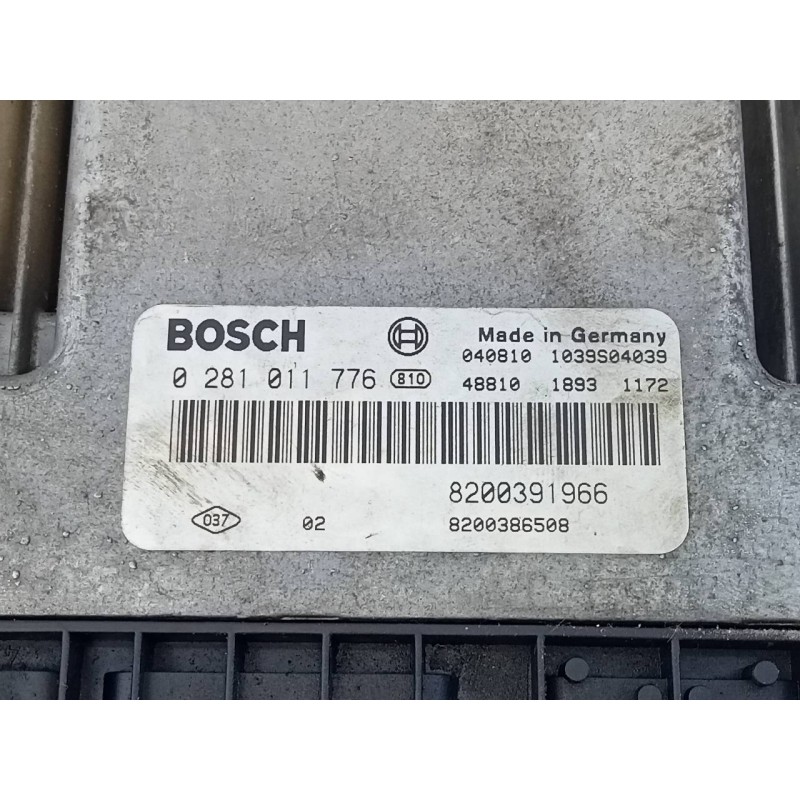 BOSCH
Made in Germany
040810 1039S04039
0 281 011 776 810
48810 1893 1172
8200391966
037 02 8200386508